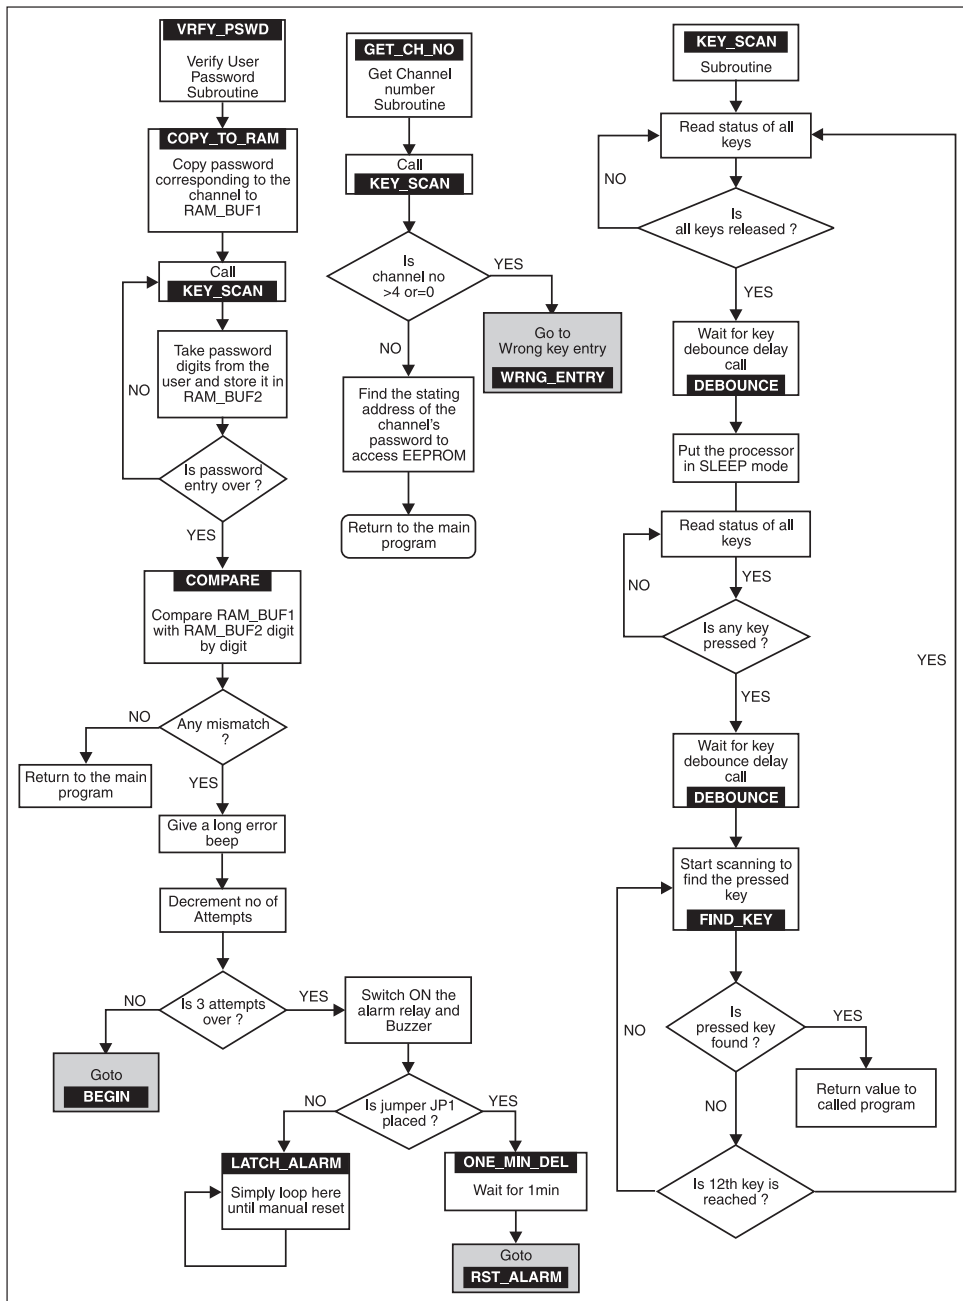 VRFY_PSWD
Verify User
Password
Subroutine
COPY_TO_RAM
Copy password
corresponding to the
channel to
RAM_BUF1
Call
KEY_SCAN
Take password
digits from the
user and store it in
RAM_BUF2
NO
Is password
entry over ?
YES
COMPARE
Compare RAM_BUF1
with RAM_BUF2 digit
by digit
NO
Any mismatch
?
Return to the main
program
YES
Give a long error
beep
Decrement no of
Attempts
NO
Is 3 attempts
over ?
YES
Goto
BEGIN
Switch ON the
alarm relay and
Buzzer
NO
Is jumper JP1
placed ?
YES
LATCH_ALARM
Simply loop here
until manual reset
ONE_MIN_DEL
Wait for 1min
Goto
RST_ALARM
GET_CH_NO
Get Channel
number
Subroutine
Call
KEY_SCAN
Is
channel no
>4 or=0
YES
Go to
Wrong key entry
WRNG_ENTRY
NO
Find the stating
address of the
channel's
password to
access EEPROM
Return to the main
program
KEY_SCAN
Subroutine
Read status of all
keys
NO
Is
all keys released ?
YES
Wait for key
debounce delay
call
DEBOUNCE
Put the processor
in SLEEP mode
Read status of all
keys
NO
YES
Is any key
pressed ?
YES
YES
Wait for key
debounce delay
call
DEBOUNCE
Start scanning to
find the pressed
key
FIND_KEY
NO
Is
pressed key
found ?
YES
Return value to
called program
NO
Is 12th key is
reached ?